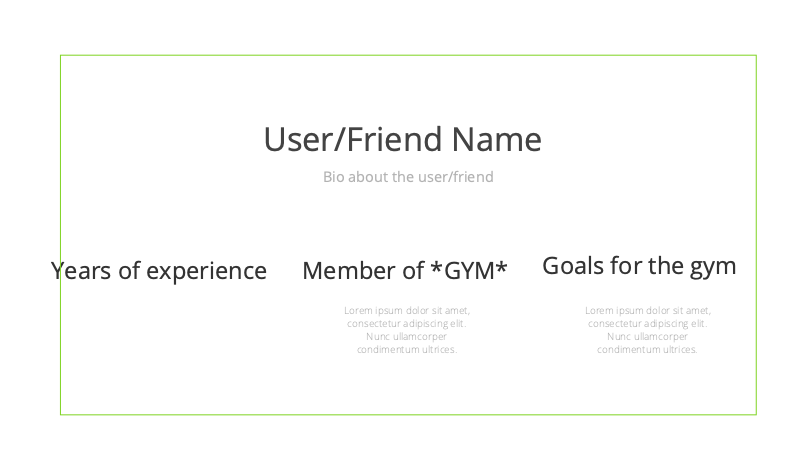 User/Friend Name
Bio about the user/friend
Years of experience
Member of *GYM*
Goals for the gym
Lorem ipsum dolor sit amet,
consectetur adipiscing elit.
Nunc ullamcorper
condimentum ultrices.
Lorem ipsum dolor sit amet,
consectetur adipiscing elit.
Nunc ullamcorper
condimentum ultrices.